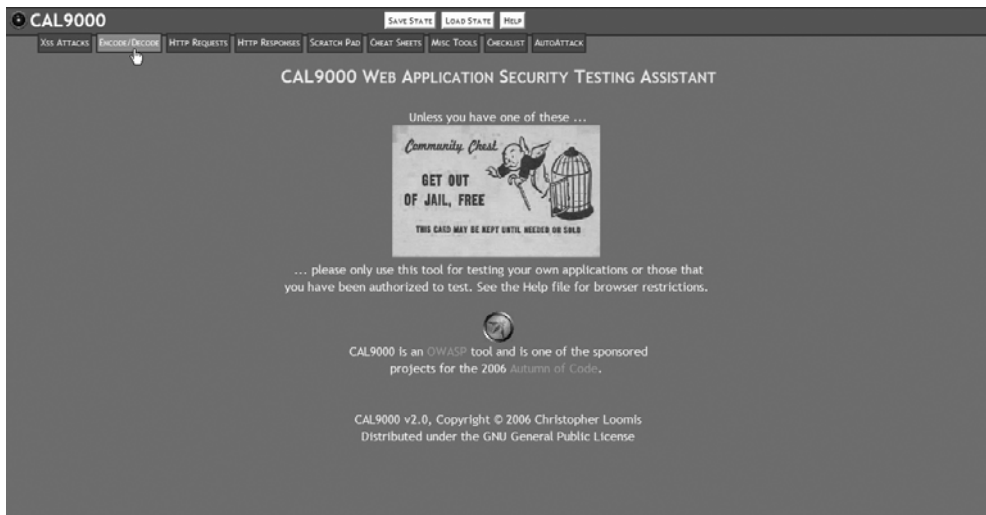 CAL9000
SAVE STATE LOAD STATE HELP
XSS ATTACKS ENCODE/DECODE HTTP REQUESTS HTTP RESPONSES SCRATCH PAD CHEAT SHEETS MISC TOOLS CHECKLIST AUTOATTACK
CAL9000 WEB APPLICATION SECURITY TESTING ASSISTANT
Unless you have one of these ...
Community Chest
GET OUT
OF JAIL, FREE
THIS CARD MAY BE KEPT UNTIL NEEDED OR SOLD
... please only use this tool for testing your own applications or those that
you have been authorized to test. See the Help file for browser restrictions.
CAL9000 is an OWASP tool and is one of the sponsored
projects for the 2006 Autumn of Code.
CAL9000 v2.0, Copyright © 2006 Christopher Loomis
Distributed under the GNU General Public License